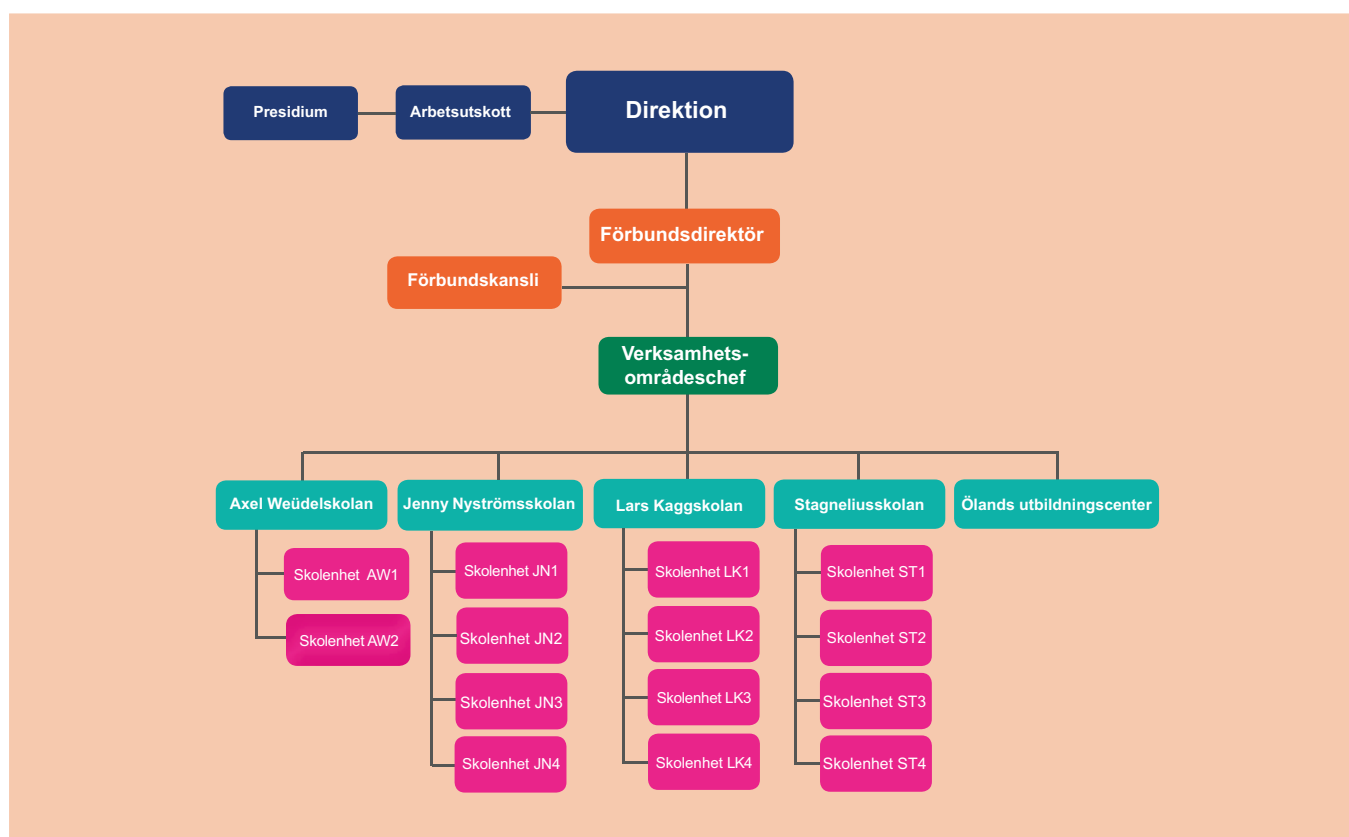 Presidium
Arbetsutskott
Direktion
Förbundsdirektör
Förbundskansli
Verksamhets-
områdeschef
Axel Weüdelskolan
Jenny Nyströmsskolan
Lars Kaggskolan
Stagneliusskolan
Ölands utbildningscenter
Skolenhet AW1
Skolenhet AW2
Skolenhet JN1
Skolenhet JN2
Skolenhet JN3
Skolenhet JN4
Skolenhet LK1
Skolenhet LK2
Skolenhet LK3
Skolenhet LK4
Skolenhet ST1
Skolenhet ST2
Skolenhet ST3
Skolenhet ST4